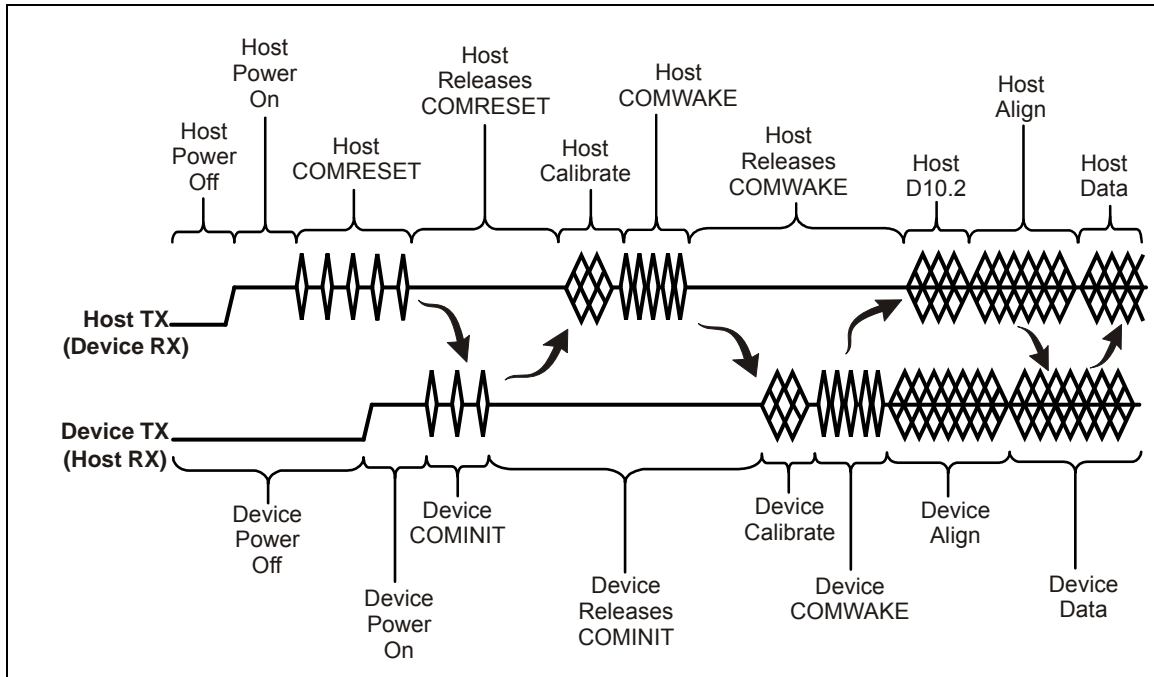 Host
Power
Off
Host
Power
On
Host
COMRESET
Host
Releases
COMRESET
Host
Calibrate
Host
COMWAKE
Host
Releases
COMWAKE
Host
D10.2
Host
Align
Host
Data
Host TX
(Device RX)
Device TX
(Host RX)
Device
Power
Off
Device
Power
On
Device
COMINIT
Device
Releases
COMINIT
Device
Calibrate
Device
COMWAKE
Device
Align
Device
Data